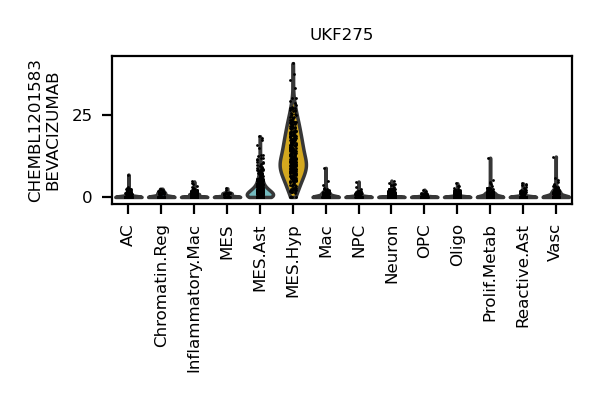 UKF275
CHEMBL1201583
BEVACIZUMAB
25
0
AC
Chromatin.Reg
Inflammatory.Mac
MES
MES.Ast
MES.Hyp
Mac
NPC
Neuron
OPC
Oligo
Prolif.Metab
Reactive.Ast
Vasc